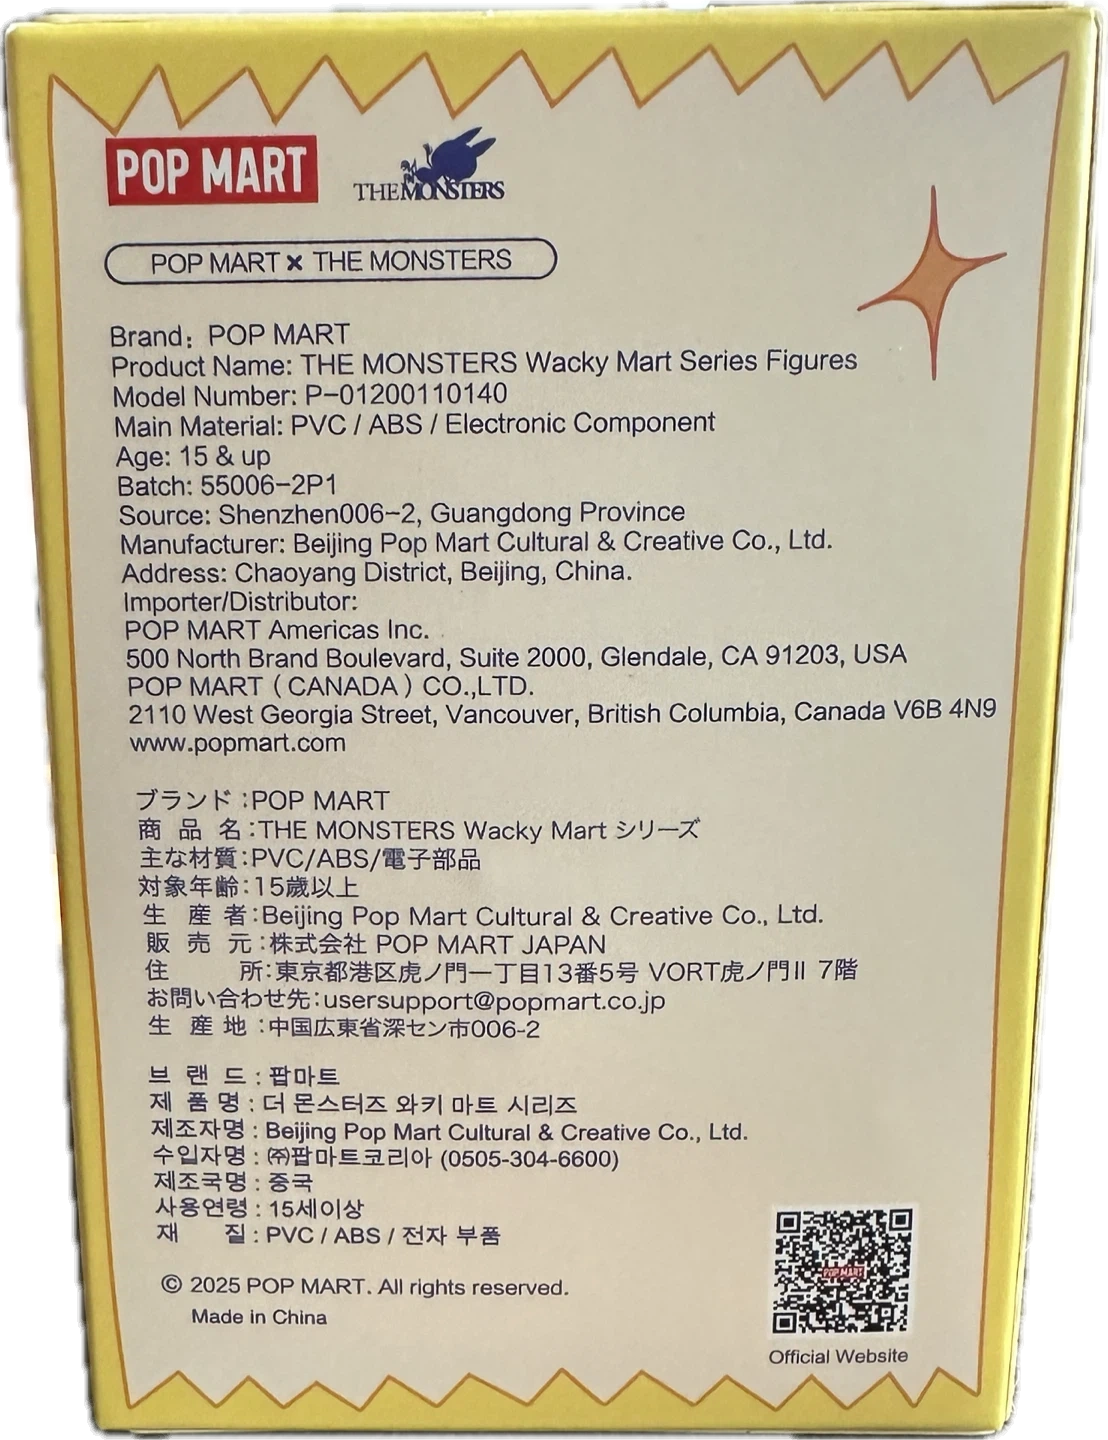 POP MART
THE MONSTERS
POP MART × THE MONSTERS
Brand: POP MART
Product Name: THE MONSTERS Wacky Mart Series Figures
Model Number: P-01200110140
Main Material: PVC / ABS / Electronic Component
Age: 15 & up
Batch: 55006-2P1
Source: Shenzhen006-2, Guangdong Province
Manufacturer: Beijing Pop Mart Cultural & Creative Co., Ltd.
Address: Chaoyang District, Beijing, China.
Importer/Distributor:
POP MART Americas Inc.
500 North Brand Boulevard, Suite 2000, Glendale, CA 91203, USA
POP MART (CANADA) CO.,LTD.
2110 West Georgia Street, Vancouver, British Columbia, Canada V6B 4N9
www.popmart.com
ブランド:POP MART
商 品 名:THE MONSTERS Wacky Mart シリーズ
主な材質:PVC/ABS/電子部品
対象年齢:15歳以上
生 産 者:Beijing Pop Mart Cultural & Creative Co., Ltd.
販 売 元:株式会社 POP MART JAPAN
住 所:東京都港区虎ノ門一丁目13番5号 VORT虎ノ門II 7階
お問い合わせ先:usersupport@popmart.co.jp
生 産 地:中国広東省深セン市006-2
브 랜 드 : 팝마트
제 품 명 : 더 몬스터즈 와키 마트 시리즈
제조자명 : Beijing Pop Mart Cultural & Creative Co., Ltd.
수입자명 : ㈜팝마트코리아 (0505-304-6600)
제조국명 : 중국
사용연령 : 15세이상
재 질 : PVC / ABS / 전자 부품
© 2025 POP MART. All rights reserved.
Made in China
POP MART
Official Website